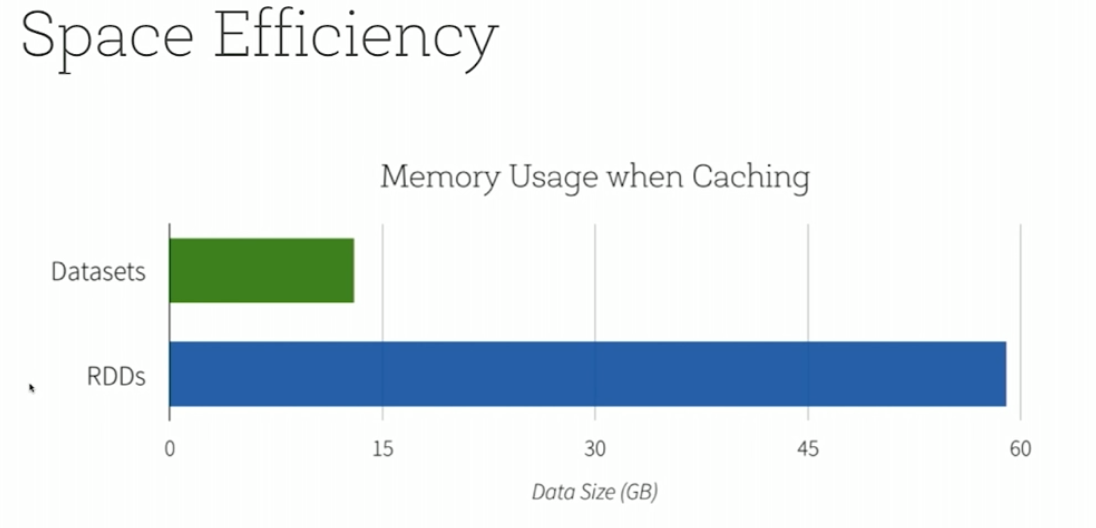 Space Efficiency
Memory Usage when Caching
Datasets
RDDs
0 15 30 45 60
Data Size (GB)